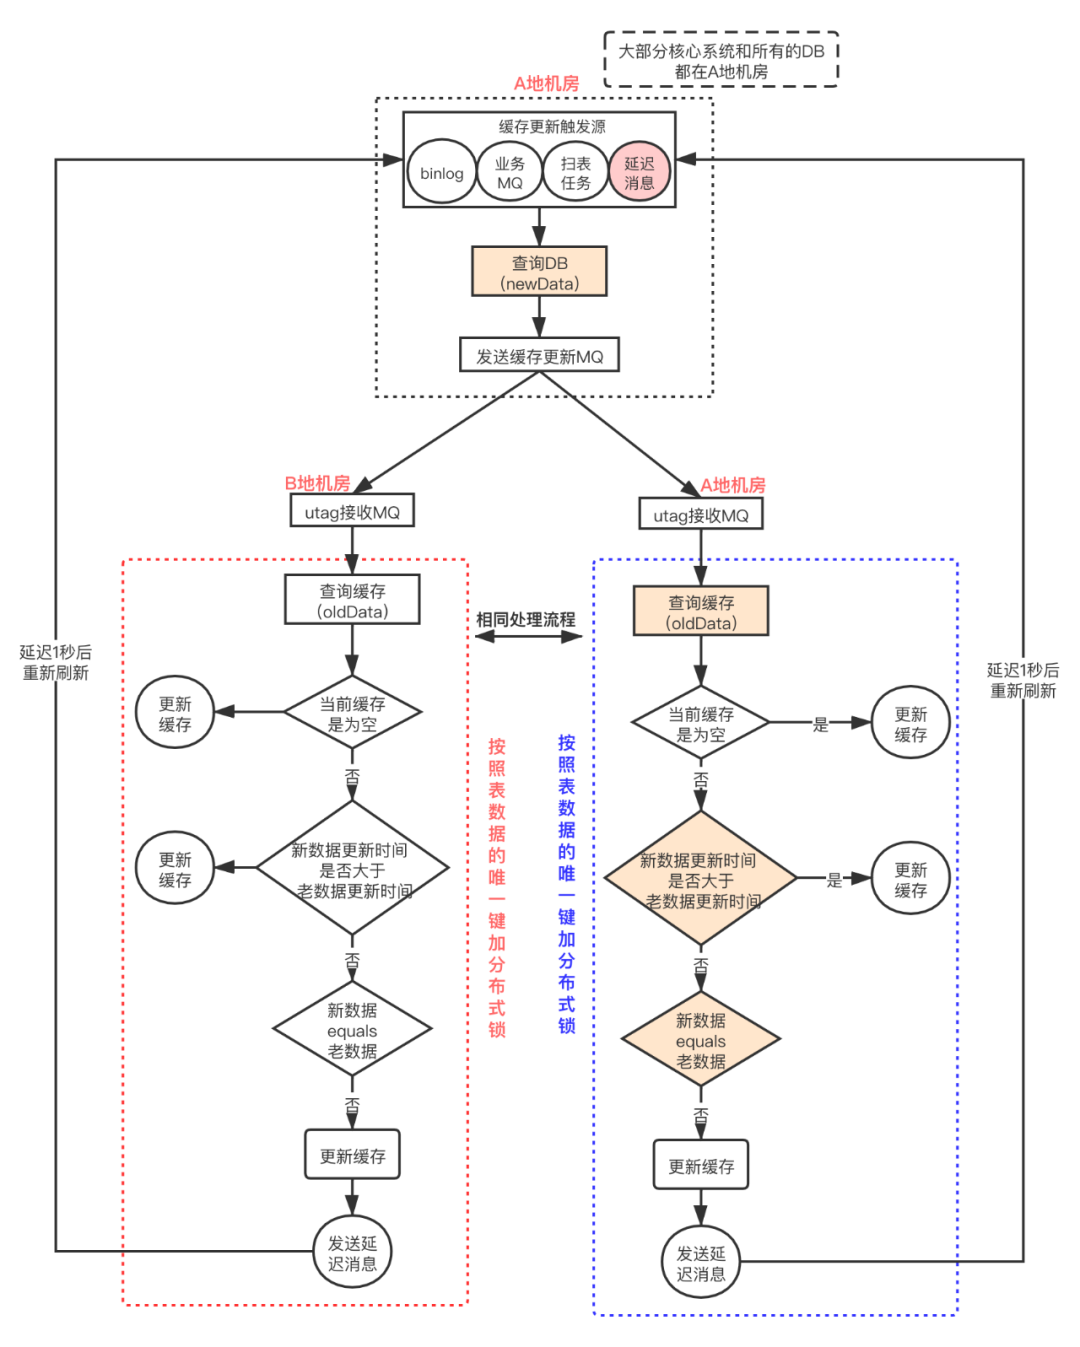 大部分核心系统和所有的DB
都在A地机房
A地机房
缓存更新触发源
binlog
业务
MQ
扫表
任务
延迟
消息
查询DB
(newData)
发送缓存更新MQ
B地机房
utag接收MQ
A地机房
utag接收MQ
查询缓存
(oldData)
相同处理流程
查询缓存
(oldData)
延迟1秒后
重新刷新
延迟1秒后
重新刷新
更新
缓存
当前缓存
是为空
当前缓存
是为空
是
更新
缓存
否
否
按照表数据的唯一键加分布式锁
按照表数据的唯一键加分布式锁
更新
缓存
新数据更新时间
是否大于
老数据更新时间
新数据更新时间
是否大于
老数据更新时间
是
更新
缓存
否
否
新数据
equals
老数据
新数据
equals
老数据
否
否
更新缓存
更新缓存
发送延
迟消息
发送延
迟消息